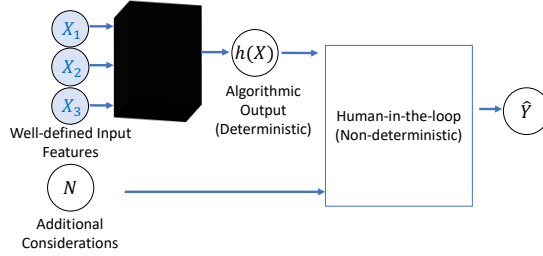 X₁
X₂
X₃
Well-defined Input
Features
h(X)
Algorithmic
Output
(Deterministic)
Human-in-the-loop
(Non-deterministic)
Ŷ
N
Additional
Considerations